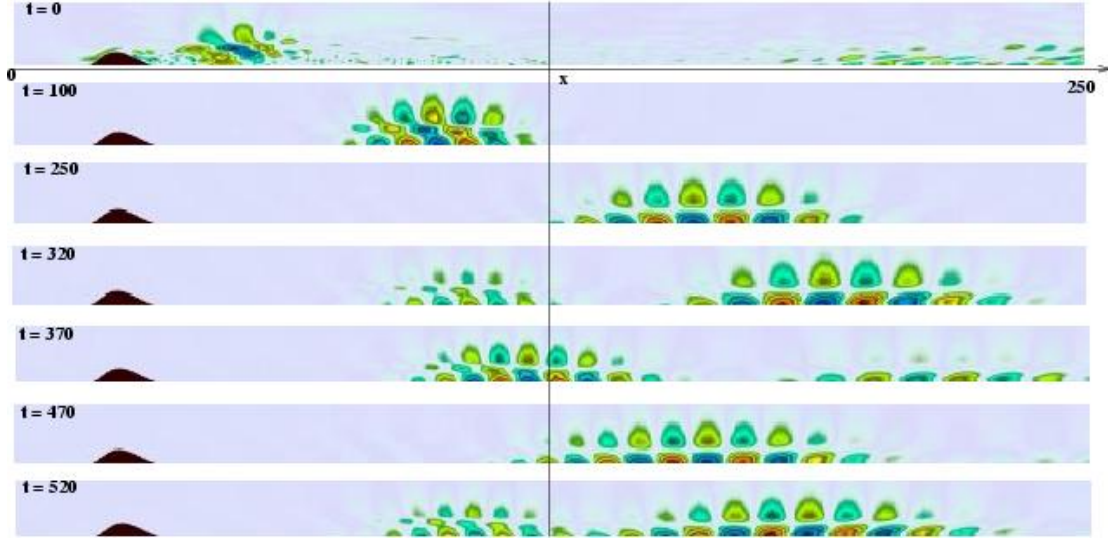 t = 0
0
x
250
t = 100
t = 250
t = 320
t = 370
t = 470
t = 520